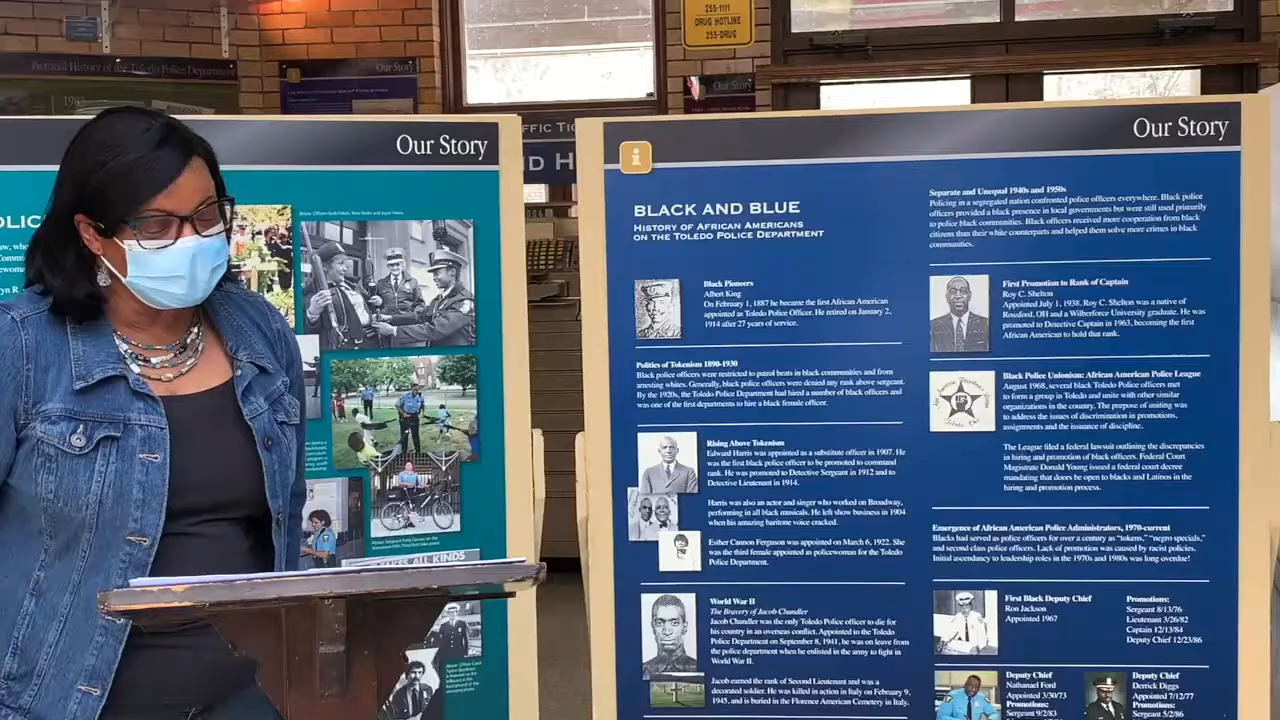 255-1111
DRUG HOTLINE
255-DRUG
Pictorial History of the Toledo Police Department
Our Story
Our Story
1982
FFIC TIC
D H
Our Story
TAKES ALL KINDS
Our Story
BLACK AND BLUE
HISTORY OF AFRICAN AMERICANS
ON THE TOLEDO POLICE DEPARTMENT
Black Pioneers
Albert King
On February 1, 1887 he became the first African American
appointed as Toledo Police Officer. He retired on January 2,
1914 after 27 years of service.
Politics of Tokenism 1890-1930
Black police officers were restricted to patrol beats in black communities and from
arresting whites. Generally, black police officers were denied any rank above sergeant.
By the 1920s, the Toledo Police Department had hired a number of black officers and
was one of the first departments to hire a black female officer.
Rising Above Tokenism
Edward Harris was appointed as a substitute officer in 1907. He
was the first black police officer to be promoted to command
rank. He was promoted to Detective Sergeant in 1912 and to
Detective Lieutenant in 1914.
Harris was also an actor and singer who worked on Broadway,
performing in all black musicals. He left show business in 1904
when his amazing baritone voice cracked.
Esther Cannon Ferguson was appointed on March 6, 1922. She
was the third female appointed as policewoman for the Toledo
Police Department.
World War II
The Bravery of Jacob Chandler
Jacob Chandler was the only Toledo Police officer to die for
his country in an overseas conflict. Appointed to the Toledo
Police Department on September 8, 1941, he was on leave from
the police department when he enlisted in the army to fight in
World War II.
Jacob earned the rank of Second Lieutenant and was a
decorated soldier. He was killed in action in Italy on February 9,
1945, and is buried in the Florence American Cemetery in Italy.
Separate and Unequal 1940s and 1950s
Policing in a segregated nation confronted police officers everywhere. Black police
officers provided a black presence in local governments but were still used primarily
to police black communities. Black officers received more cooperation from black
citizens than their white counterparts and helped them solve more crimes in black
communities.
First Promotion to Rank of Captain
Roy C. Shelton
Appointed July 1, 1938. Roy C. Shelton was a native of
Rossford, OH and a Wilberforce University graduate. He was
promoted to Detective Captain in 1963, becoming the first
African American to hold that rank.
Black Police Unionism: African American Police League
August 1968, several black Toledo Police officers met
to form a group in Toledo and unite with other similar
organizations in the country. The purpose of uniting was
to address the issues of discrimination in promotions,
assignments and the issuance of discipline.
The League filed a federal lawsuit outlining the discrepancies
in hiring and promotion of black officers. Federal Court
Magistrate Donald Young issued a federal court decree
mandating that doors be open to blacks and Latinos in the
hiring and promotion process.
Emergence of African American Police Administrators, 1970-current
Blacks had served as police officers for over a century as "tokens," "negro specials,"
and second class police officers. Lack of promotion was caused by racist policies.
Initial ascendancy to leadership roles in the 1970s and 1980s was long overdue!
First Black Deputy Chief
Ron Jackson
Appointed 1967
Promotions:
Sergeant 8/13/76
Lieutenant 3/26/82
Captain 12/13/84
Deputy Chief 12/23/86
Deputy Chief
Nathaniel Ford
Appointed 3/30/73
Promotions:
Sergeant 9/2/83
Deputy Chief
Derrick Diggs
Appointed 7/12/77
Promotions:
Sergeant 5/2/86